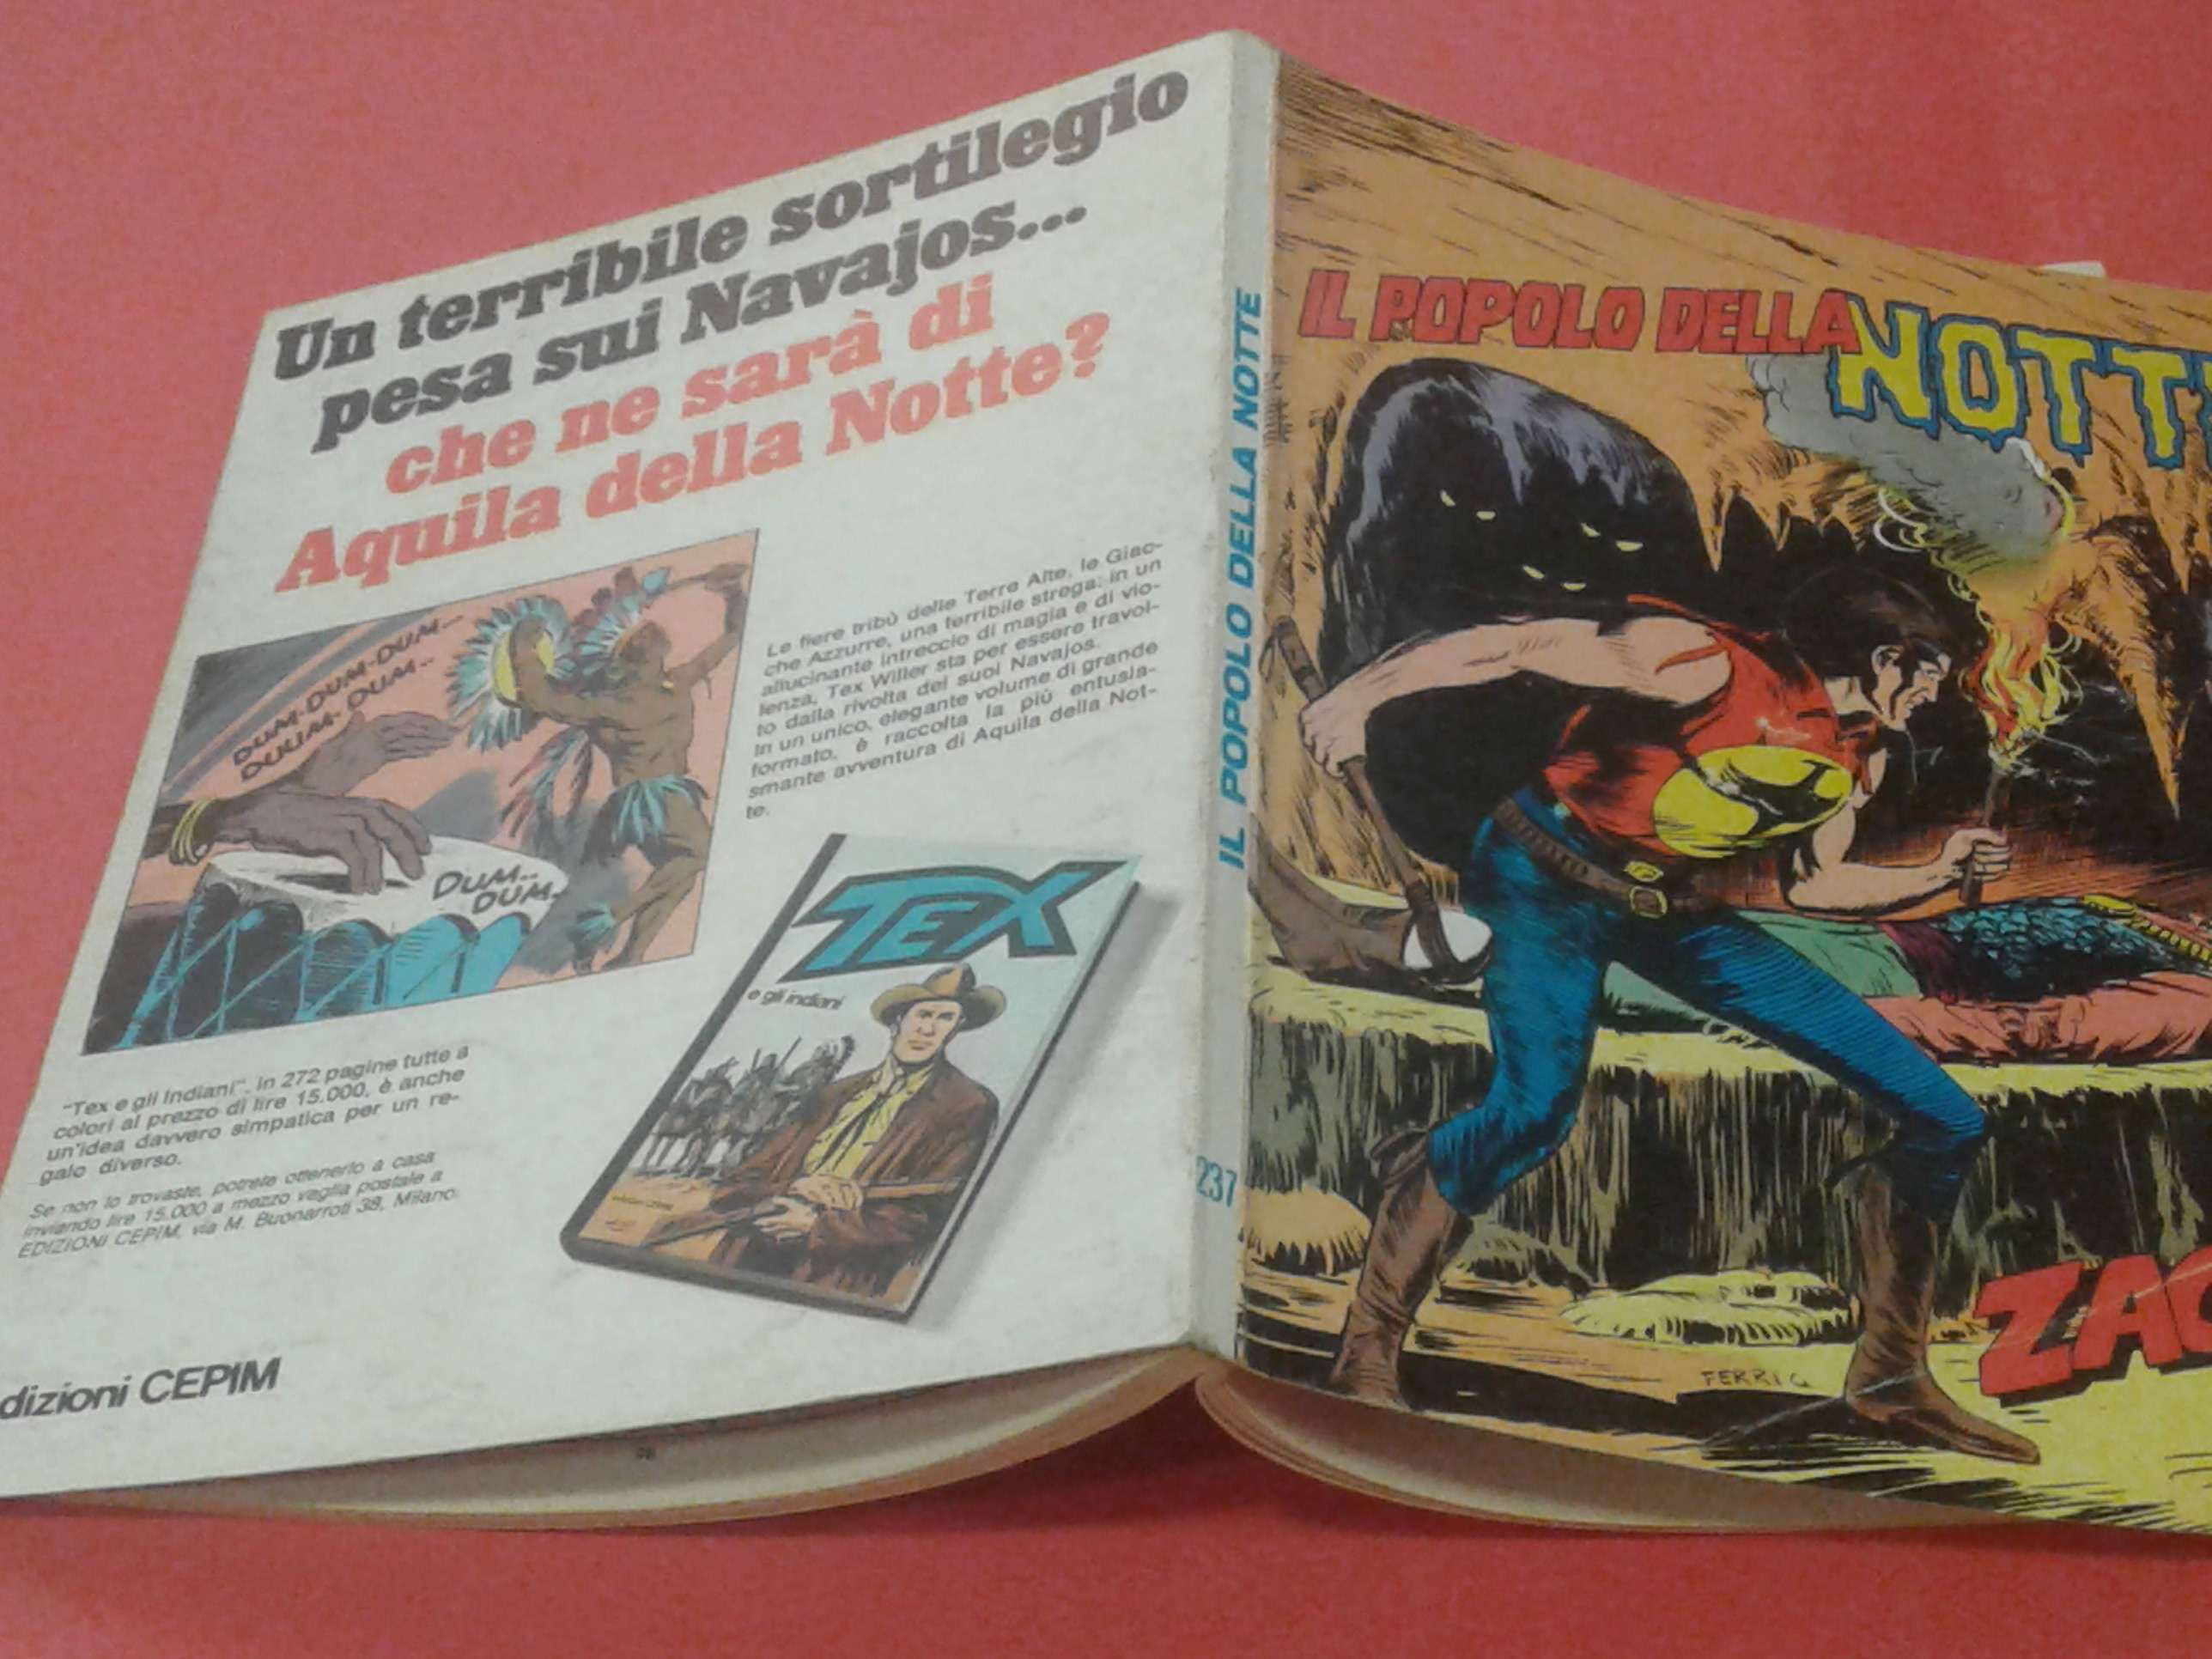 Un terribile sortilegio
pesa sui Navajos...
che ne sarà di
Aquila della Notte?
DUM-DUM-DUM-DUM...
DUUM-DUM..
DUM..
DUM.
Le fiere tribù delle Terre Alte, le Giac-
che Azzurre, una terribile strega: in un
allucinante intreccio di magia e di vio-
lenza, Tex Willer sta per essere travol-
to dalla rivolta dei suoi Navajos.
In un unico, elegante volume di grande
formato, è raccolta la più entusia-
smante avventura di Aquila della Not-
te.
TEX
e gli indiani
"Tex e gli Indiani". In 272 pagine tutte a
colori al prezzo di lire 15.000, è anche
un'idea davvero simpatica per un re-
galo diverso.
Se non lo trovaste, potrete ottenerlo a casa
inviando lire 15.000 a mezzo vaglia postale a
EDIZIONI CEPIM, via M. Buonarroti 38, Milano.
dizioni CEPIM
IL POPOLO DELLA NOTTE
237
IL POPOLO DELLA
NOTT
FERRI G
ZAG